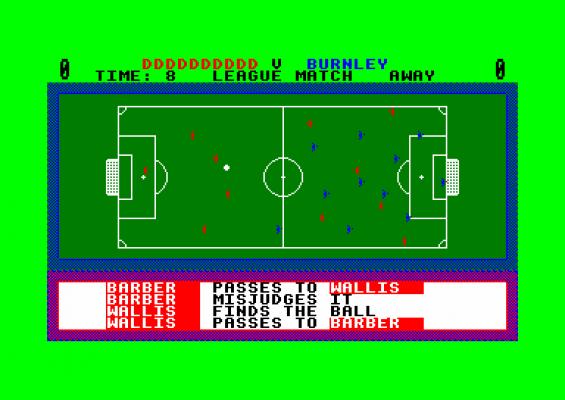 0 DDDDDDDDDD V BURNLEY 0
TIME: 8 LEAGUE MATCH AWAY
BARBER PASSES TO WALLIS
BARBER MISJUDGES IT
WALLIS FINDS THE BALL
WALLIS PASSES TO BARBER